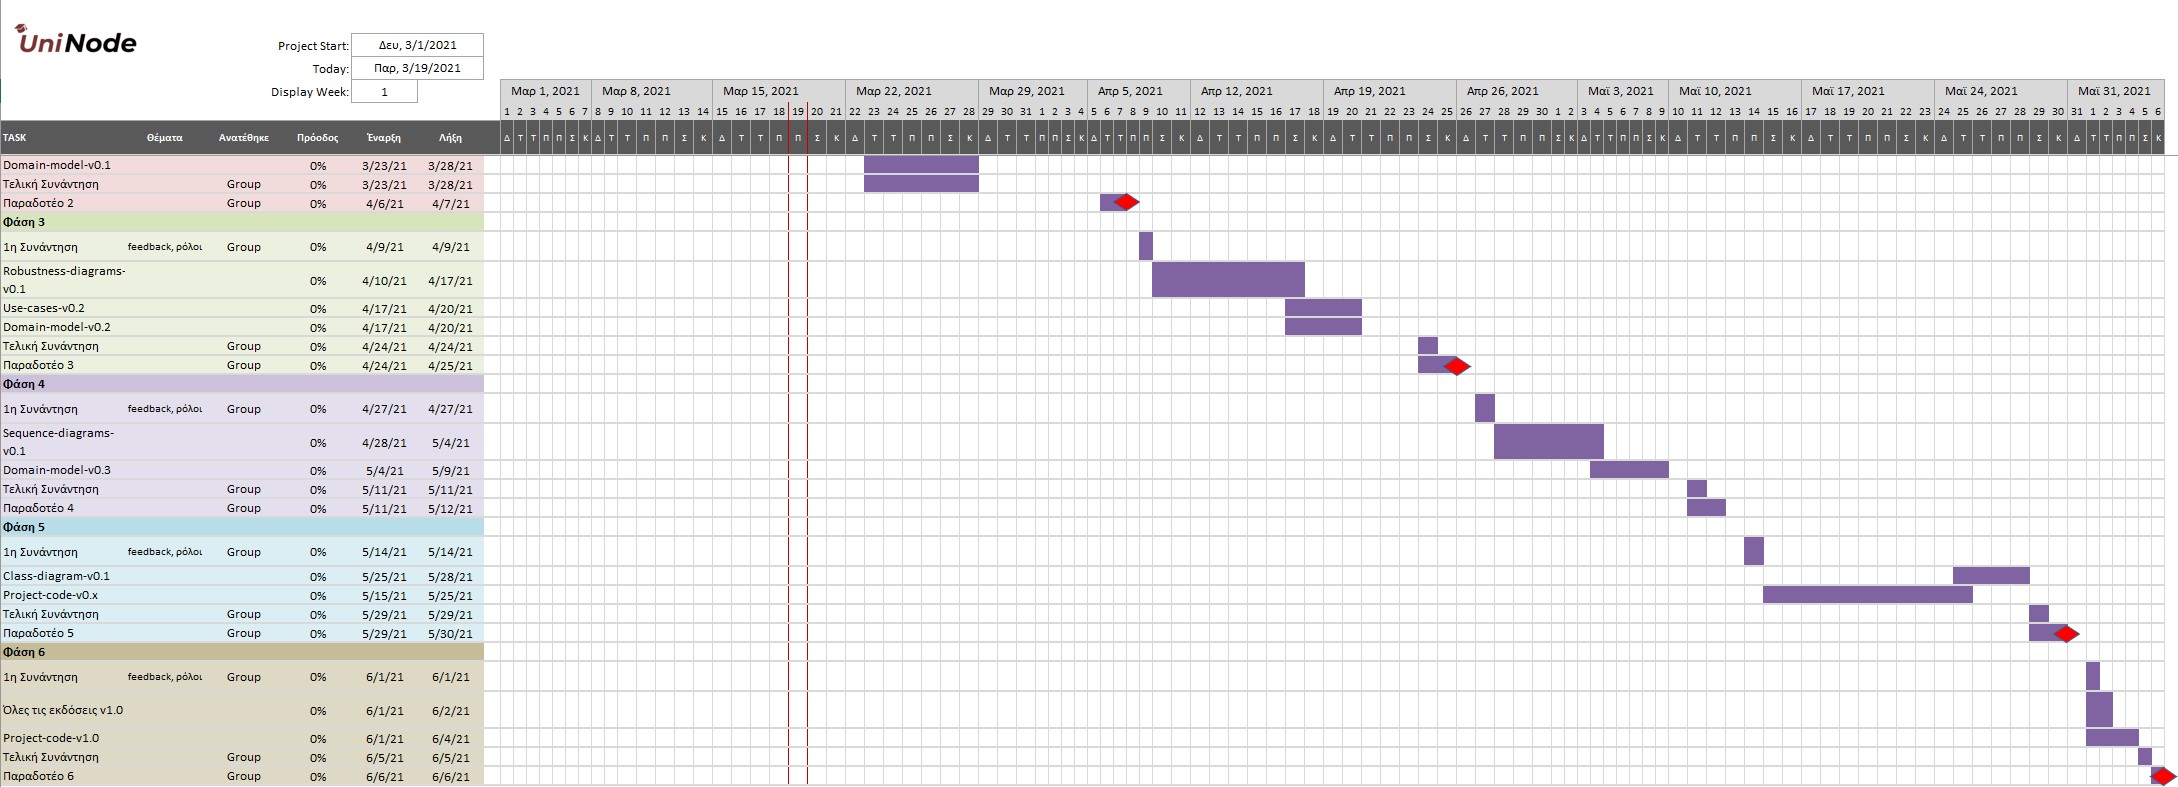 UniNode
Project Start: Δευ, 3/1/2021
Today: Παρ, 3/19/2021
Display Week: 1
Μαρ 1, 2021 Μαρ 8, 2021 Μαρ 15, 2021 Μαρ 22, 2021 Μαρ 29, 2021 Απρ 5, 2021 Απρ 12, 2021 Απρ 19, 2021 Απρ 26, 2021 Μαϊ 3, 2021 Μαϊ 10, 2021 Μαϊ 17, 2021 Μαϊ 24, 2021 Μαϊ 31, 2021
1 2 3 4 5 6 7 8 9 10 11 12 13 14 15 16 17 18 19 20 21 22 23 24 25 26 27 28 29 30 31 1 2 3 4 5 6 7 8 9 10 11 12 13 14 15 16 17 18 19 20 21 22 23 24 25 26 27 28 29 30 1 2 3 4 5 6 7 8 9 10 11 12 13 14 15 16 17 18 19 20 21 22 23 24 25 26 27 28 29 30 31 1 2 3 4 5 6
TASK Θέματα Ανατέθηκε Πρόοδος Έναρξη Λήξη Δ Τ Τ Π Π Σ Κ Δ Τ Τ Π Π Σ Κ Δ Τ Τ Π Π Σ Κ Δ Τ Τ Π Π Σ Κ Δ Τ Τ Π Π Σ Κ Δ Τ Τ Π Π Σ Κ Δ Τ Τ Π Π Σ Κ Δ Τ Τ Π Π Σ Κ Δ Τ Τ Π Π Σ Κ Δ Τ Τ Π Π Σ Κ Δ Τ Τ Π Π Σ Κ Δ Τ Τ Π Π Σ Κ Δ Τ Τ Π Π Σ Κ Δ Τ Τ Π Π Σ Κ
Domain-model-v0.1 0% 3/23/21 3/28/21
Τελική Συνάντηση Group 0% 3/23/21 3/28/21
Παραδοτέο 2 Group 0% 4/6/21 4/7/21
Φάση 3
1η Συνάντηση feedback, ρόλοι Group 0% 4/9/21 4/9/21
Robustness-diagrams-
v0.1 0% 4/10/21 4/17/21
Use-cases-v0.2 0% 4/17/21 4/20/21
Domain-model-v0.2 0% 4/17/21 4/20/21
Τελική Συνάντηση Group 0% 4/24/21 4/24/21
Παραδοτέο 3 Group 0% 4/24/21 4/25/21
Φάση 4
1η Συνάντηση feedback, ρόλοι Group 0% 4/27/21 4/27/21
Sequence-diagrams-
v0.1 0% 4/28/21 5/4/21
Domain-model-v0.3 0% 5/4/21 5/9/21
Τελική Συνάντηση Group 0% 5/11/21 5/11/21
Παραδοτέο 4 Group 0% 5/11/21 5/12/21
Φάση 5
1η Συνάντηση feedback, ρόλοι Group 0% 5/14/21 5/14/21
Class-diagram-v0.1 0% 5/25/21 5/28/21
Project-code-v0.x 0% 5/15/21 5/25/21
Τελική Συνάντηση Group 0% 5/29/21 5/29/21
Παραδοτέο 5 Group 0% 5/29/21 5/30/21
Φάση 6
1η Συνάντηση feedback, ρόλοι Group 0% 6/1/21 6/1/21
Όλες τις εκδόσεις v1.0 0% 6/1/21 6/2/21
Project-code-v1.0 0% 6/1/21 6/4/21
Τελική Συνάντηση Group 0% 6/5/21 6/5/21
Παραδοτέο 6 Group 0% 6/6/21 6/6/21